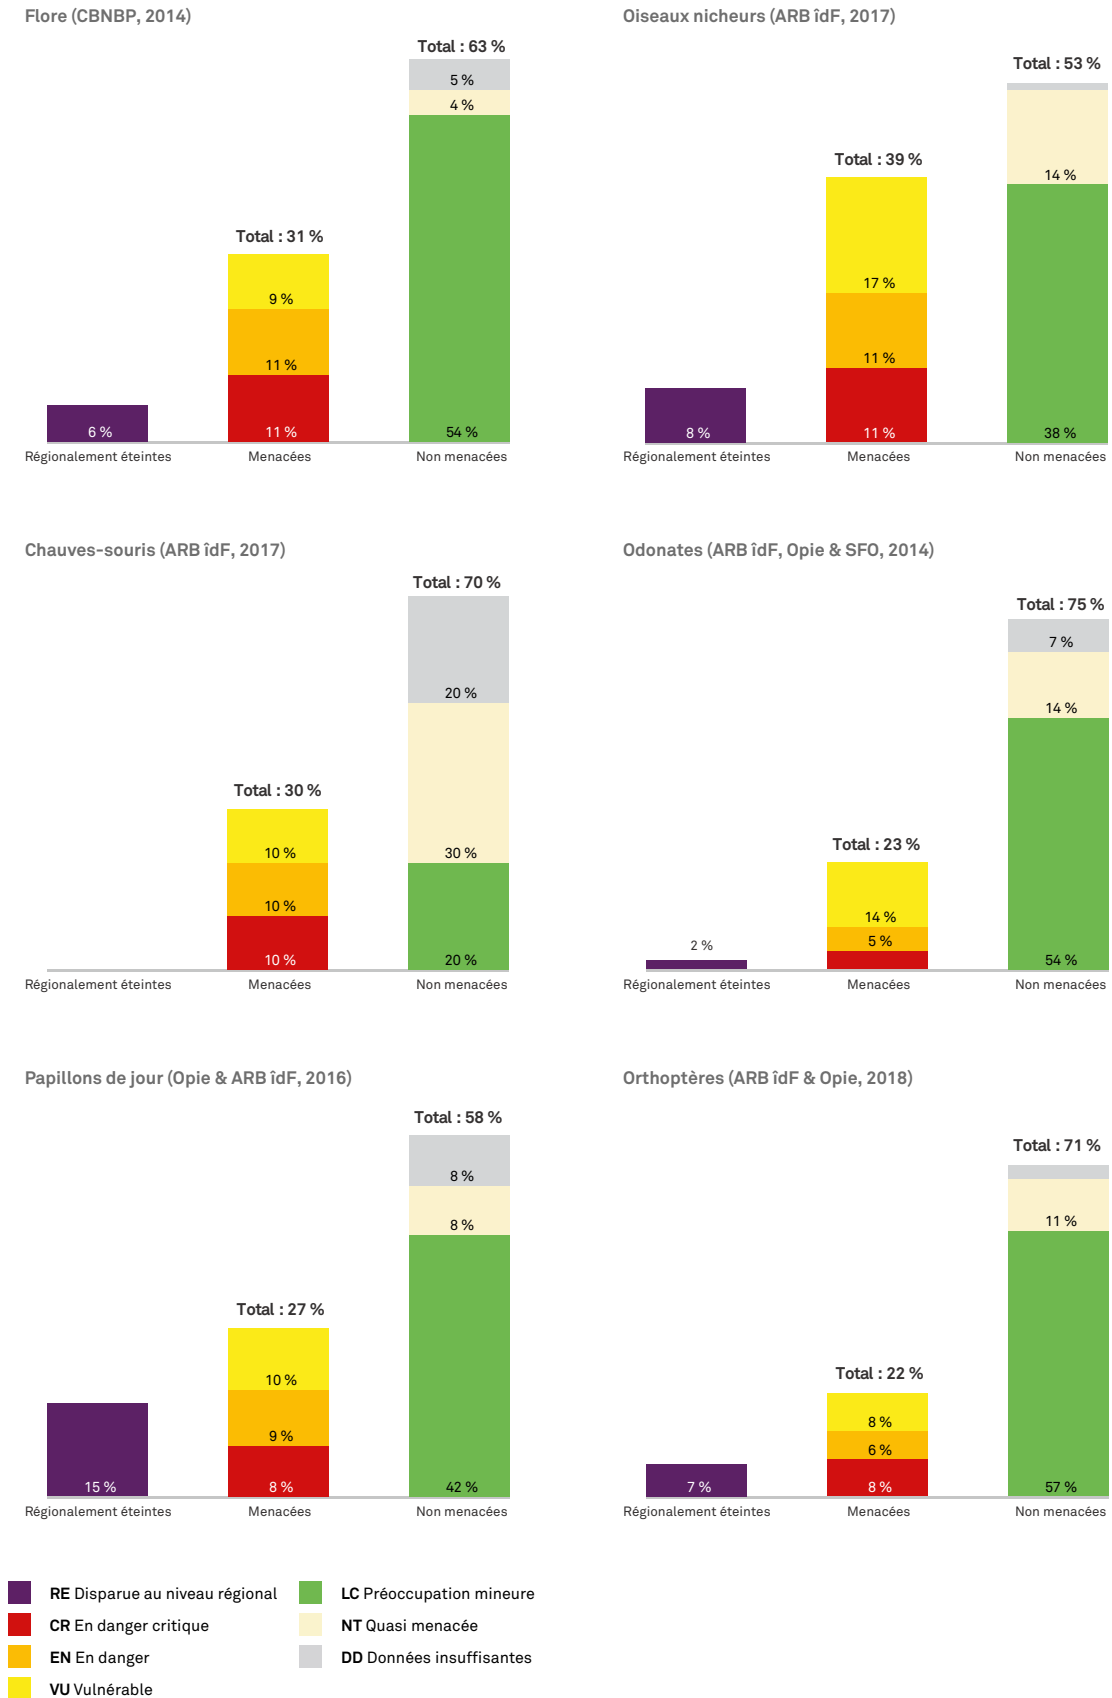 Flore (CBNBP, 2014)
Total : 63 %
5 %
4 %
Total : 31 %
9 %
11 %
6 %
11 %
54 %
Régionalement éteintes
Menacées
Non menacées
Oiseaux nicheurs (ARB îdF, 2017)
Total : 53 %
Total : 39 %
14 %
17 %
11 %
8 %
11 %
38 %
Régionalement éteintes
Menacées
Non menacées
Chauves-souris (ARB îdF, 2017)
Total : 70 %
20 %
Total : 30 %
10 %
30 %
10 %
10 %
20 %
Régionalement éteintes
Menacées
Non menacées
Odonates (ARB îdF, Opie & SFO, 2014)
Total : 75 %
7 %
14 %
Total : 23 %
14 %
5 %
2 %
54 %
Régionalement éteintes
Menacées
Non menacées
Papillons de jour (Opie & ARB îdF, 2016)
Total : 58 %
8 %
8 %
Total : 27 %
10 %
9 %
15 %
8 %
42 %
Régionalement éteintes
Menacées
Non menacées
Orthoptères (ARB îdF & Opie, 2018)
Total : 71 %
11 %
Total : 22 %
8 %
6 %
7 %
8 %
57 %
Régionalement éteintes
Menacées
Non menacées
RE Disparue au niveau régional
CR En danger critique
EN En danger
VU Vulnérable
LC Préoccupation mineure
NT Quasi menacée
DD Données insuffisantes